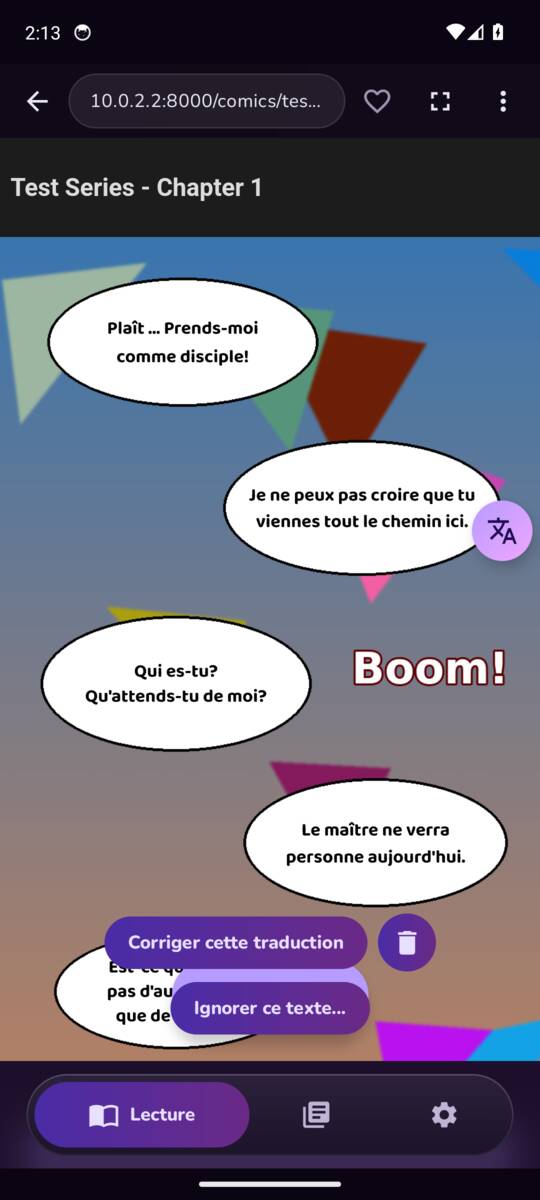 2:13
10.0.2.2:8000/comics/tes...
Test Series - Chapter 1
Plaît ... Prends-moi
comme disciple!
Je ne peux pas croire que tu
viennes tout le chemin ici.
Qui es-tu?
Qu'attends-tu de moi?
Boom!
Le maître ne verra
personne aujourd'hui.
Corriger cette traduction
Est-ce qu
pas d'au
que de
Ignorer ce texte...
Lecture